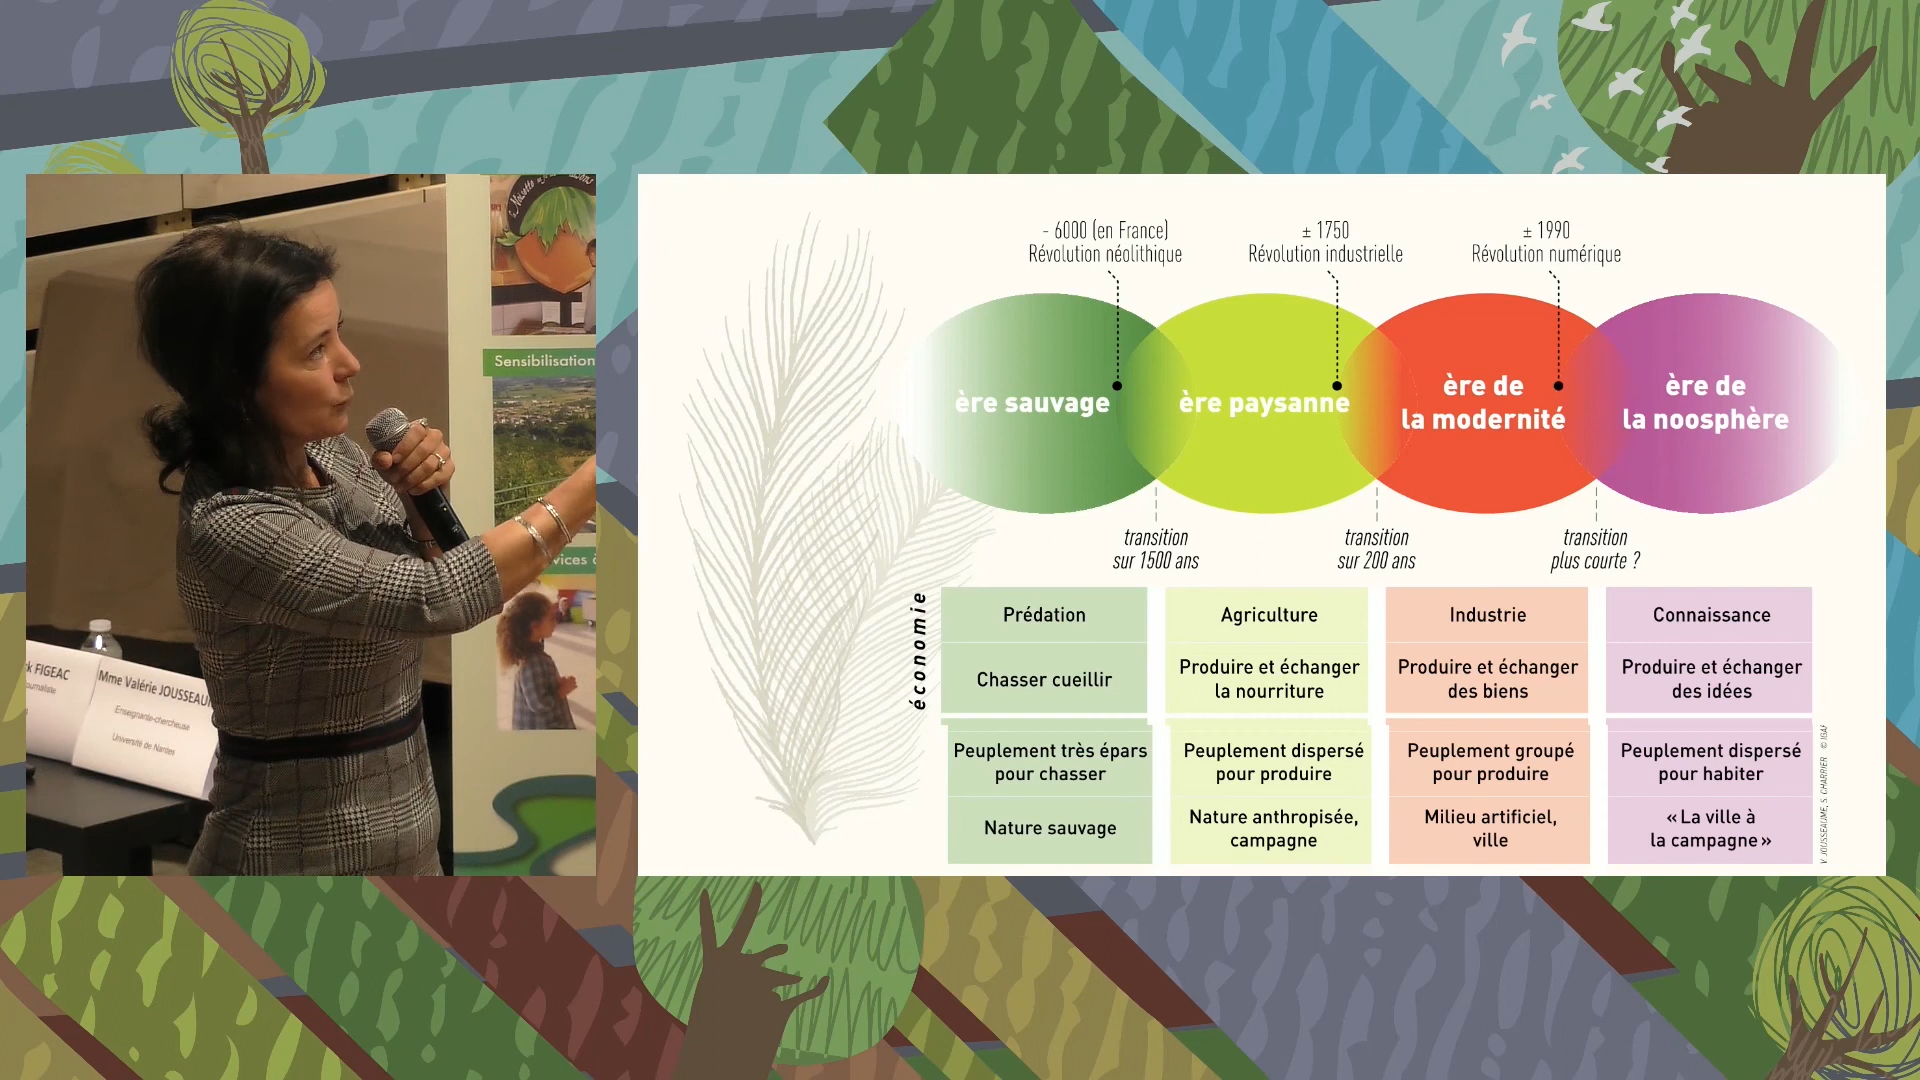 Sensibilisation
k FIGEAC
Mme Valérie JOUSSEAU
Enseignante-chercheuse
Université de Nantes
- 6000 (en France)
Révolution néolithique
± 1750
Révolution industrielle
± 1990
Révolution numérique
ère sauvage
ère paysanne
ère de
la modernité
ère de
la noosphère
transition
sur 1500 ans
transition
sur 200 ans
transition
plus courte ?
économie
Prédation
Agriculture
Industrie
Connaissance
Chasser cueillir
Produire et échanger
la nourriture
Produire et échanger
des biens
Produire et échanger
des idées
Peuplement très épars
pour chasser
Peuplement dispersé
pour produire
Peuplement groupé
pour produire
Peuplement dispersé
pour habiter
Nature sauvage
Nature anthropisée,
campagne
Milieu artificiel,
ville
« La ville à
la campagne »
V. JOUSSEAUME, S. CHARRIER © IGAF